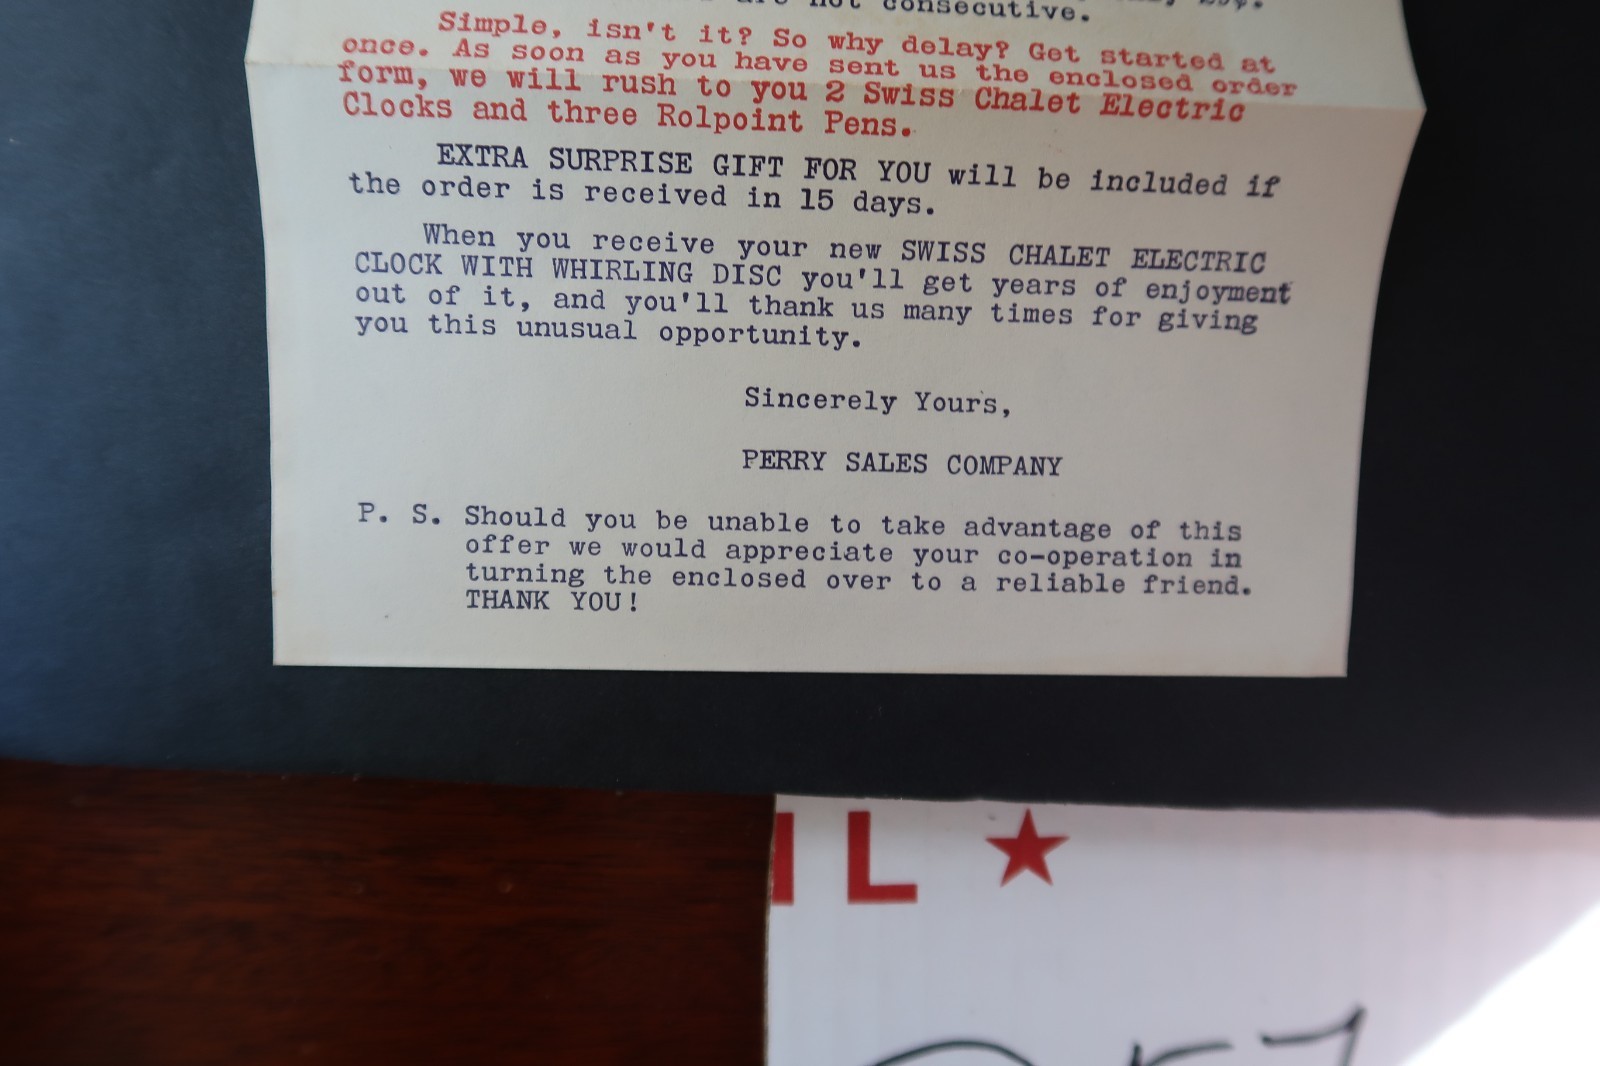 not consecutive.
Simple, isn't it? So why delay? Get started at
once. As soon as you have sent us the enclosed order
form, we will rush to you 2 Swiss Chalet Electric
Clocks and three Rolpoint Pens.
EXTRA SURPRISE GIFT FOR YOU will be included if
the order is received in 15 days.
When you receive your new SWISS CHALET ELECTRIC
CLOCK WITH WHIRLING DISC you'll get years of enjoyment
out of it, and you'll thank us many times for giving
you this unusual opportunity.
Sincerely Yours,
PERRY SALES COMPANY
P. S. Should you be unable to take advantage of this
offer we would appreciate your co-operation in
turning the enclosed over to a reliable friend.
THANK YOU!
IL